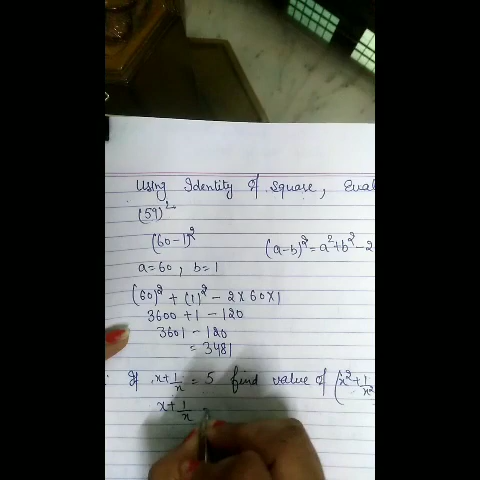 Using Identity of Square, Eval
(59)²
(60-1)² (a-b)² = a²+b²-2
a=60, b=1
(60)² + (1)² - 2×60×1
3600 +1 - 120
3601 - 120
= 3481
If x+1/x = 5 find value of (x²+1/x²
x+1/x =